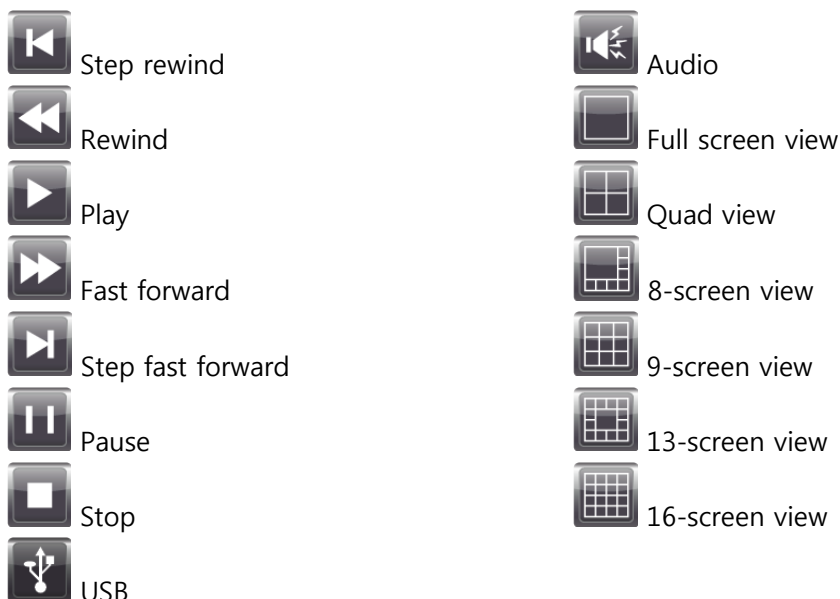 Step rewind
Rewind
Play
Fast forward
Step fast forward
Pause
Stop
USB
Audio
Full screen view
Quad view
8-screen view
9-screen view
13-screen view
16-screen view